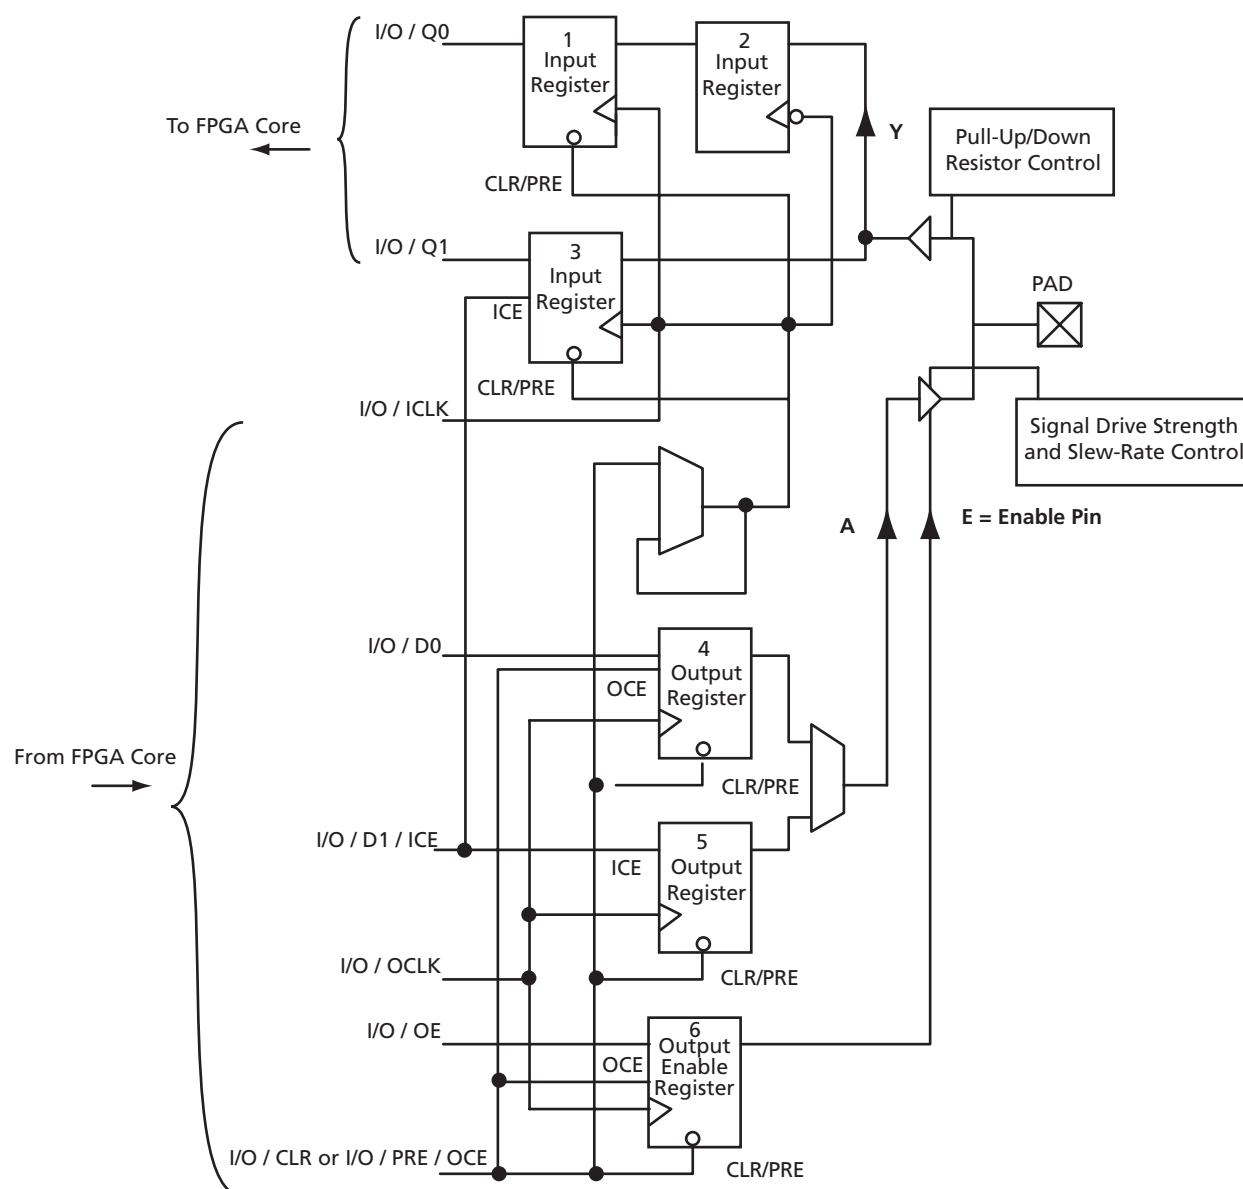 I/O / Q0
1
Input
Register
2
Input
Register
To FPGA Core
Y
Pull-Up/Down
Resistor Control
CLR/PRE
I/O / Q1
3
Input
Register
ICE
PAD
CLR/PRE
I/O / ICLK
Signal Drive Strength
and Slew-Rate Control
A
E = Enable Pin
I/O / D0
4
Output
Register
OCE
From FPGA Core
CLR/PRE
I/O / D1 / ICE
5
Output
Register
ICE
I/O / OCLK
CLR/PRE
I/O / OE
6
Output
Enable
Register
OCE
I/O / CLR or I/O / PRE / OCE
CLR/PRE